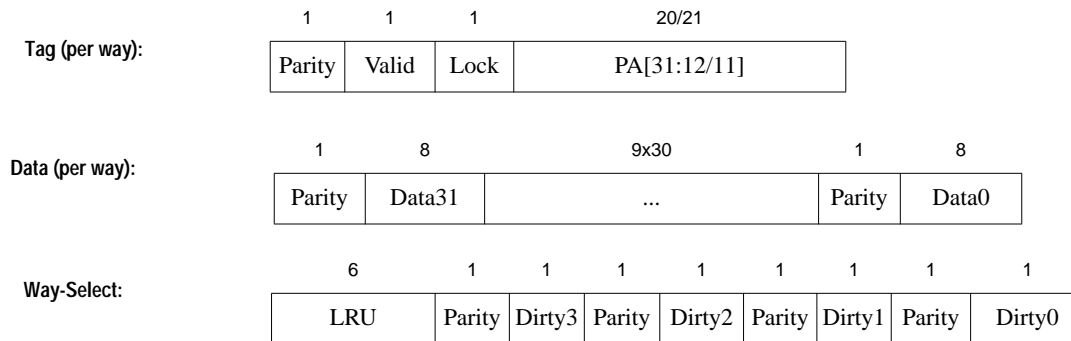 1 1 1 20/21
Tag (per way):
Parity Valid Lock PA[31:12/11]
1 8 9x30 1 8
Data (per way):
Parity Data31 ... Parity Data0
6 1 1 1 1 1 1 1 1
Way-Select:
LRU Parity Dirty3 Parity Dirty2 Parity Dirty1 Parity Dirty0